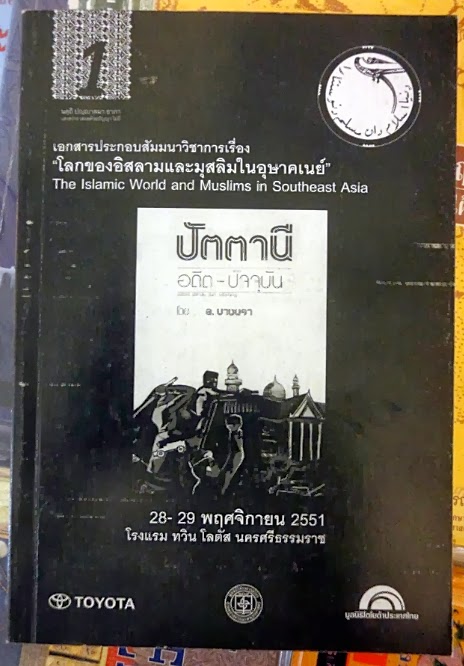 1
เอกสารประกอบสัมมนาวิชาการเรื่อง
“โลกของอิสลามและมุสลิมในอุษาคเนย์”
The Islamic World and Muslims in Southeast Asia
ปัตตานี
อดีต - ปัจจุบัน
โดย อ. บางนรา
28- 29 พฤศจิกายน 2551
โรงแรม ทวิน โลตัส นครศรีธรรมราช
TOYOTA
มูลนิธิโตโยต้าประเทศไทย